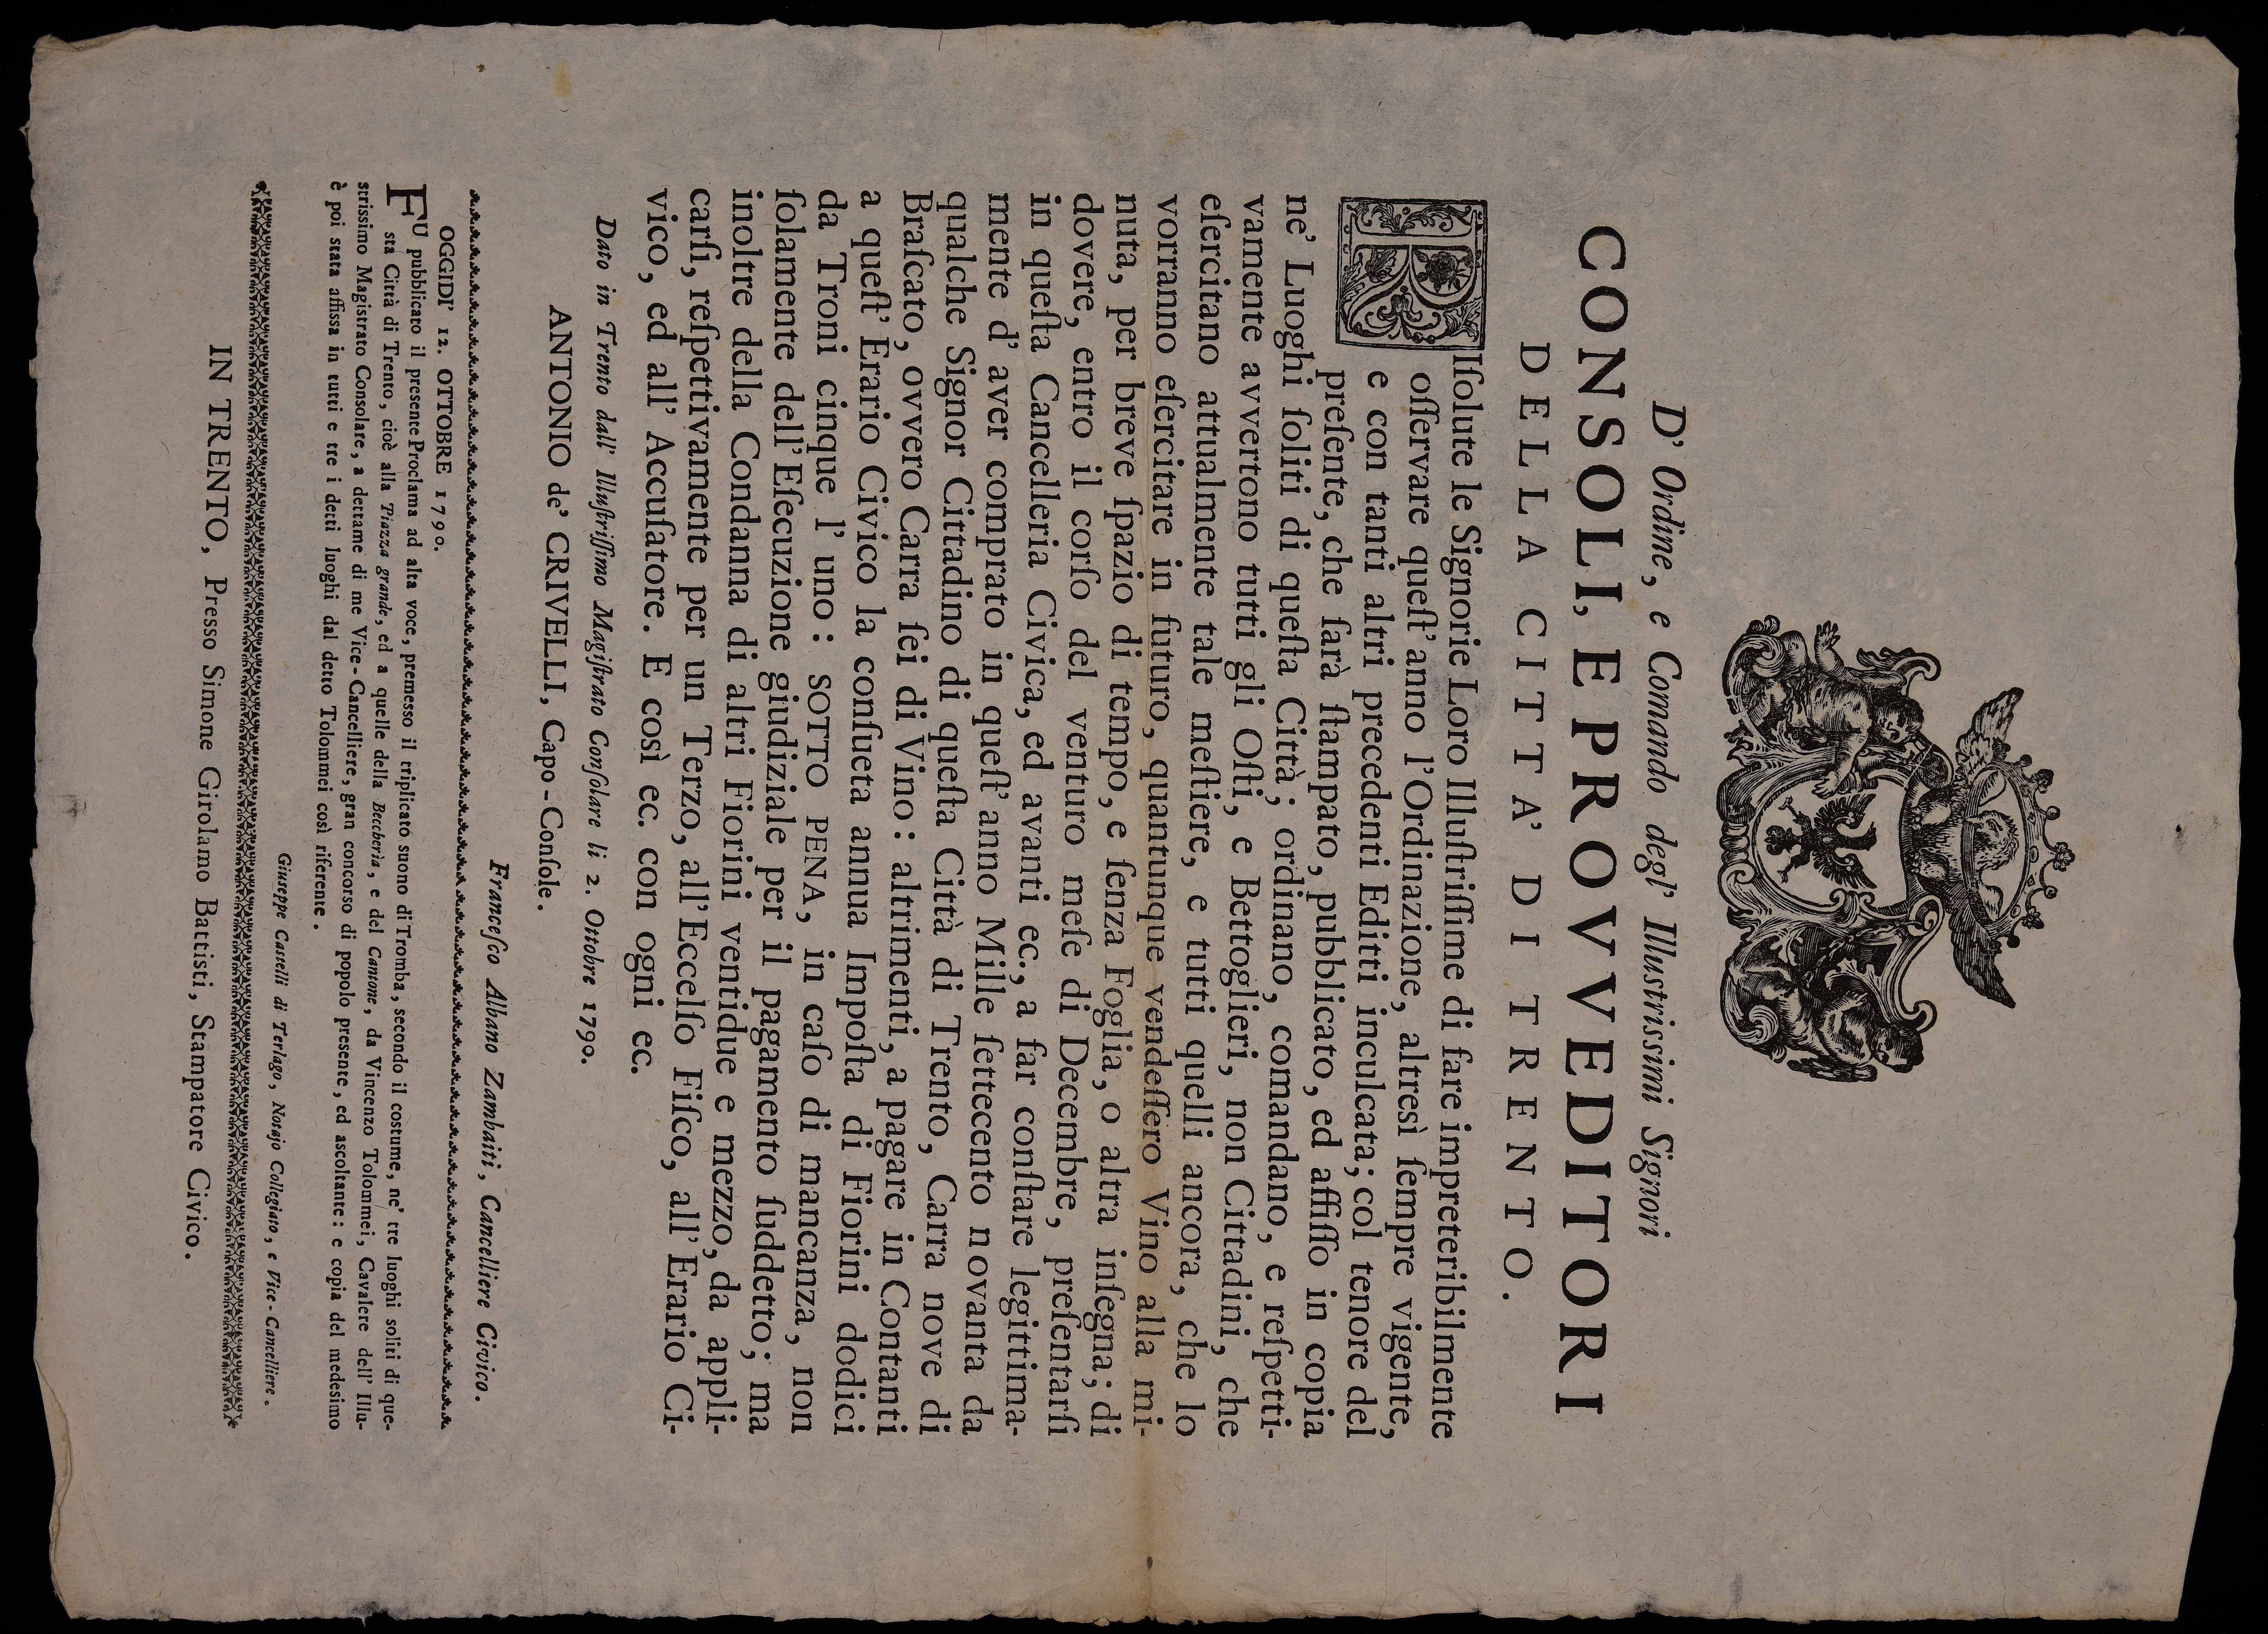 D' Ordine, e Comando degl' Illustrissimi Signori
CONSOLI, E PROVVEDITORI
DELLA CITTA' DI TRENTO.
RIſolute le Signorie Loro Illuſtriſſime di fare impreteribilmente
oſſervare queſt' anno l'Ordinazione, altresì ſempre vigente,
e con tanti altri precedenti Editti inculcata; col tenore del
preſente, che ſarà ſtampato, pubblicato, ed affiſſo in copia
ne' Luoghi ſoliti di queſta Città; ordinano, comandano, e reſpetti-
vamente avvertono tutti gli Oſti, e Bettoglieri, non Cittadini, che
eſercitano attualmente tale meſtiere, e tutti quelli ancora, che lo
vorranno eſercitare in futuro, quantunque vendeſſero Vino alla mi-
nuta, per breve ſpazio di tempo, e ſenza Foglia, o altra inſegna; di
dovere, entro il corſo del venturo meſe di Decembre, preſentarſi
in queſta Cancelleria Civica, ed avanti ec., a far conſtare legittima-
mente d' aver comprato in queſt' anno Mille ſettecento novanta da
qualche Signor Cittadino di queſta Città di Trento, Carra nove di
Braſcato, ovvero Carra ſei di Vino: altrimenti, a pagare in Contanti
a queſt' Erario Civico la conſueta annua Impoſta di Fiorini dodici
da Troni cinque l' uno: SOTTO PENA, in caſo di mancanza, non
ſolamente dell' Eſecuzione giudiziale per il pagamento ſuddetto; ma
inoltre della Condanna di altri Fiorini ventidue e mezzo, da appli-
carſi, reſpettivamente per un Terzo, all' Eccelſo Fiſco, all' Erario Ci-
vico, ed all' Accuſatore. E così ec. con ogni ec.
Dato in Trento dall' Illuſtriſſimo Magiſtrato Conſolare li 2. Ottobre 1790.
ANTONIO de' CRIVELLI, Capo-Conſole.
Franceſco Albano Zambaiti, Cancelliere Civico.
OGGIDI' 12. OTTOBRE 1790.
FU pubblicato il presente Proclama ad alta voce, premesso il triplicato suono di Tromba, secondo il costume, ne' tre luoghi soliti di que-
sta Città di Trento, cioè alla Piazza grande, ed a quelle della Beccherìa, e del Cantone, da Vincenzo Tolommei, Cavalere dell' Illu-
strissimo Magistrato Consolare, a dettame di me Vice-Cancelliere, gran concorso di popolo presente, ed ascoltante: e copia del medesimo
è poi stata affissa in tutti e tre i detti luoghi dal detto Tolommei così riferente.
Giuseppe Castelli di Terlago, Notajo Collegiato, e Vice-Cancelliere.
IN TRENTO, Presso Simone Girolamo Battisti, Stampatore Civico.